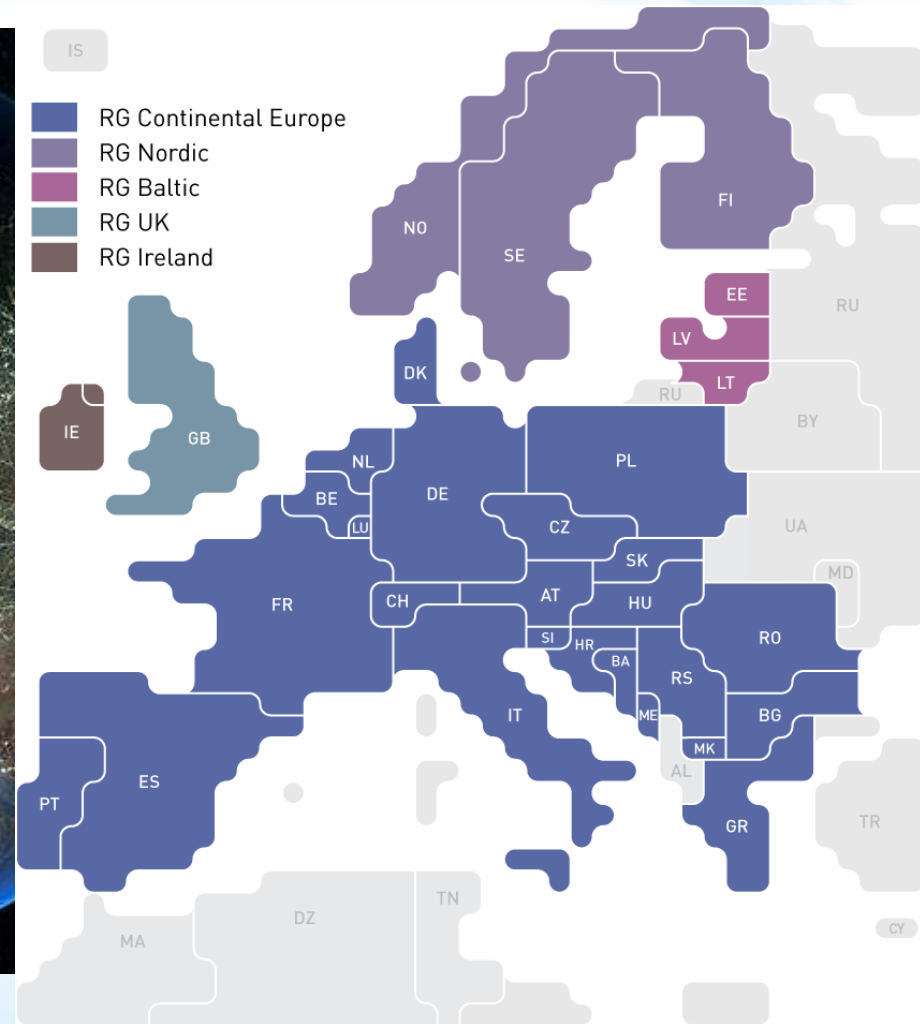 IS
RG Continental Europe
RG Nordic
RG Baltic
RG UK
RG Ireland
NO
SE
FI
EE
RU
LV
LT
DK
RU
BY
IE
GB
NL
PL
BE
DE
LU
CZ
UA
SK
MD
FR
CH
AT
HU
SI
HR
RO
BA
RS
IT
ME
BG
MK
AL
ES
PT
GR
TR
TN
DZ
CY
MA